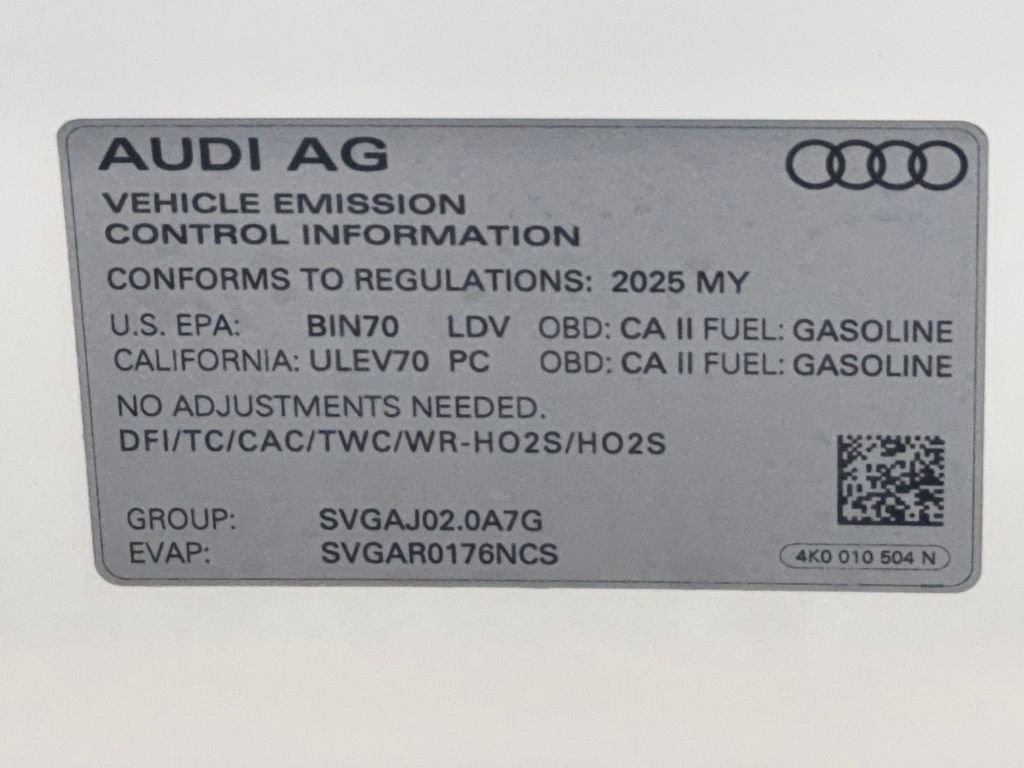 AUDI AG
VEHICLE EMISSION
CONTROL INFORMATION
CONFORMS TO REGULATIONS: 2025 MY
U.S. EPA: BIN70 LDV OBD: CA II FUEL: GASOLINE
CALIFORNIA: ULEV70 PC OBD: CA II FUEL: GASOLINE
NO ADJUSTMENTS NEEDED.
DFI/TC/CAC/TWC/WR-HO2S/HO2S
GROUP: SVGAJ02.0A7G
EVAP: SVGAR0176NCS
4K0 010 504 N